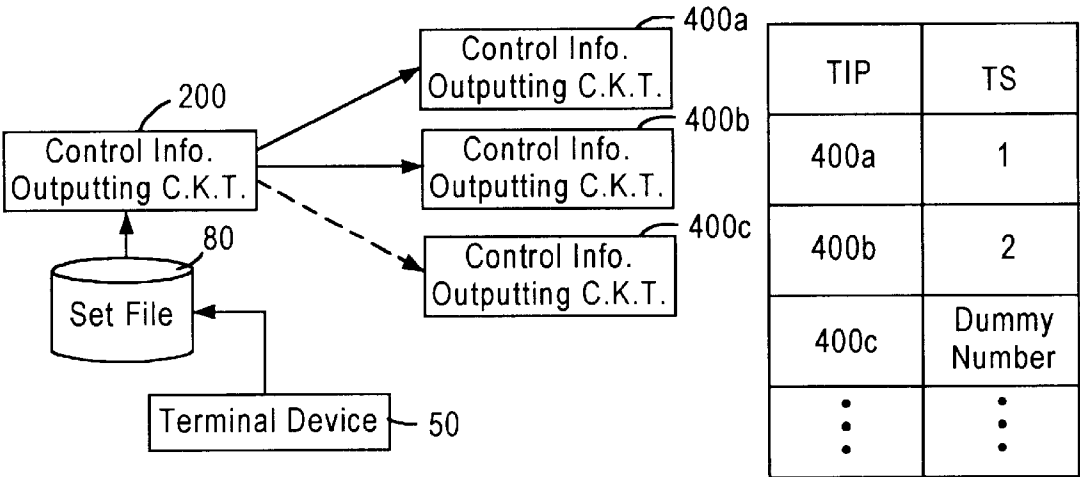 200
Control Info.
Outputting C.K.T.
80
Set File
Terminal Device
50
400a
Control Info.
Outputting C.K.T.
400b
Control Info.
Outputting C.K.T.
400c
Control Info.
Outputting C.K.T.
TIP TS
400a 1
400b 2
400c Dummy
Number